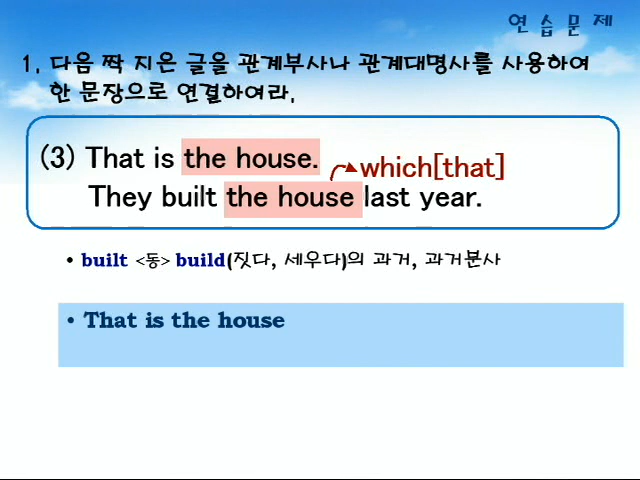 연 습 문 제
1. 다음 짝 지은 글을 관계부사나 관계대명사를 사용하여
한 문장으로 연결하여라.
(3) That is the house.
which[that]
They built the house last year.
• built <동> build(짓다, 세우다)의 과거, 과거분사
• That is the house